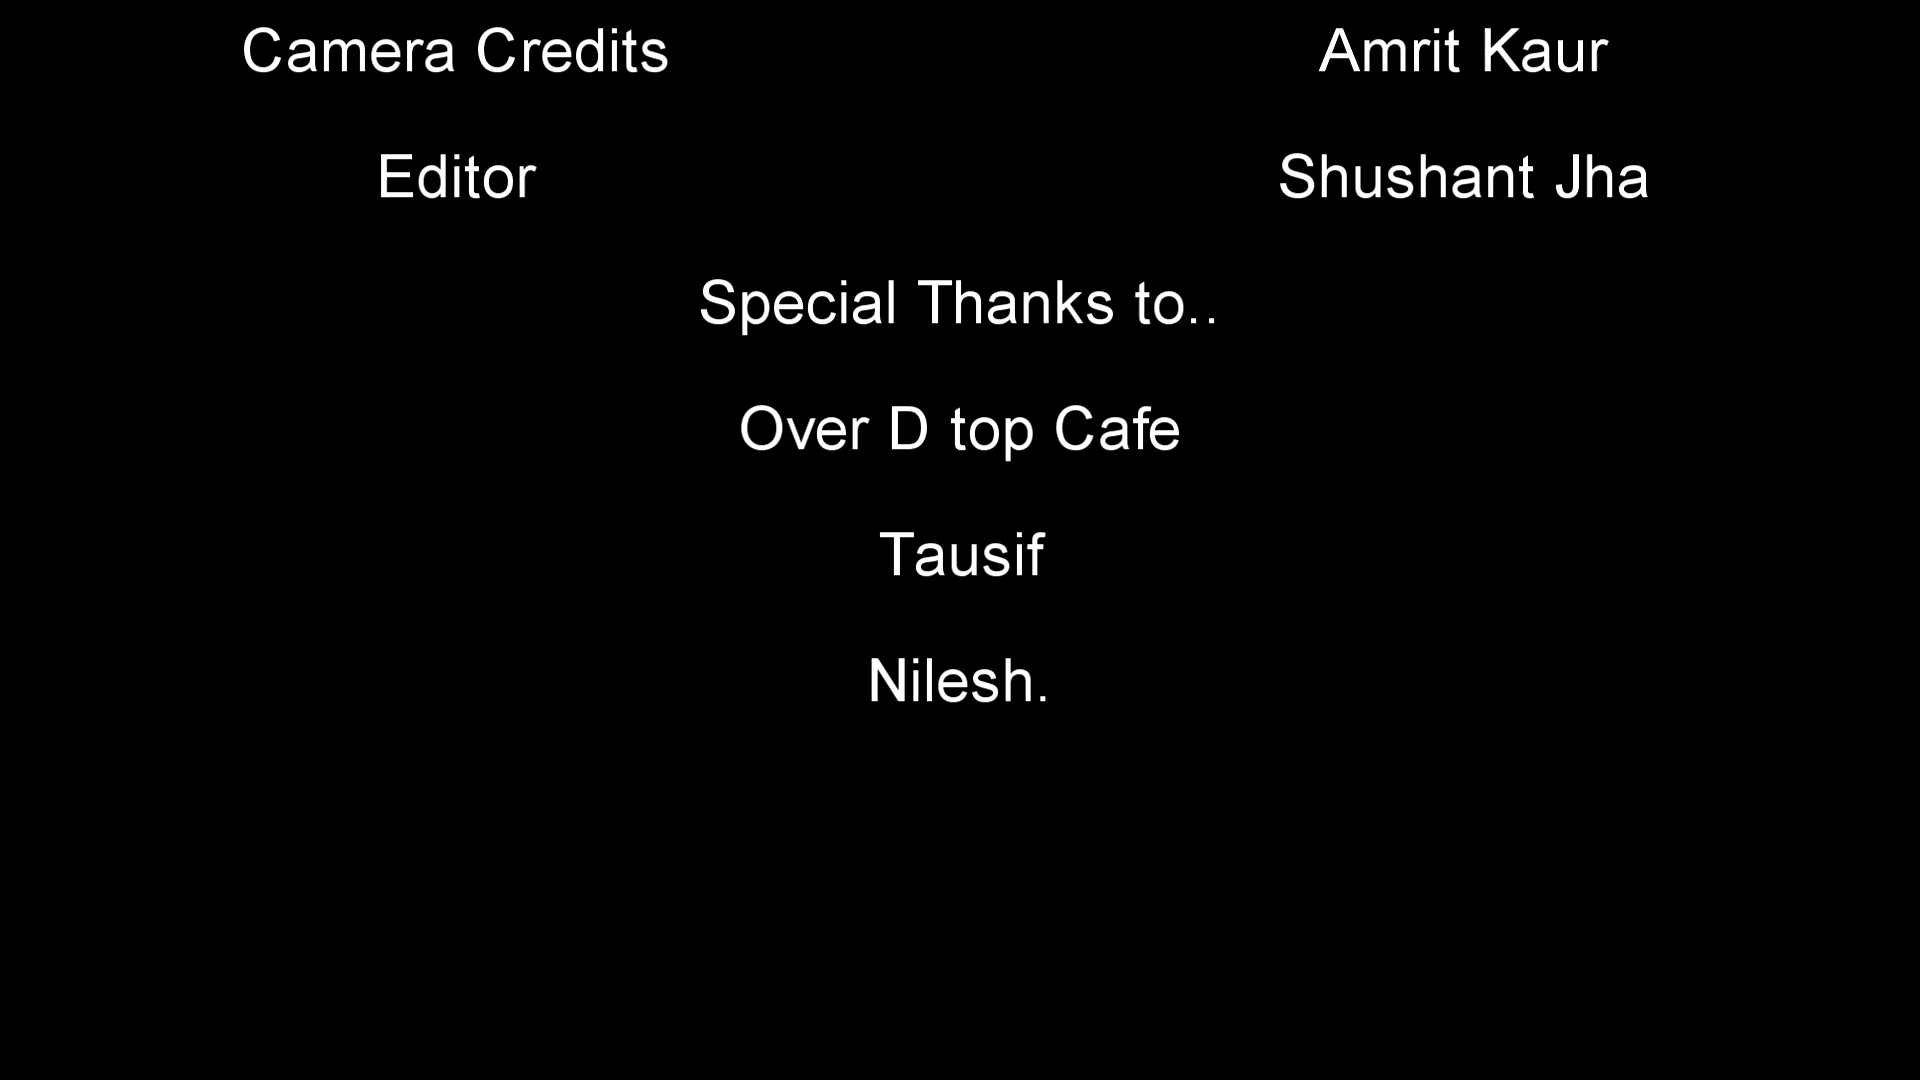 Camera Credits Amrit Kaur
Editor Shushant Jha
Special Thanks to..
Over D top Cafe
Tausif
Nilesh.